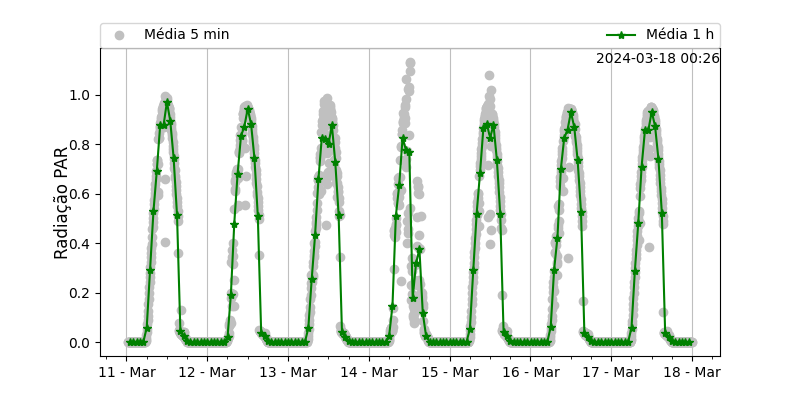 Média 5 min
Média 1 h
2024-03-18 00:26
Radiação PAR
1.0
0.8
0.6
0.4
0.2
0.0
11 - Mar
12 - Mar
13 - Mar
14 - Mar
15 - Mar
16 - Mar
17 - Mar
18 - Mar